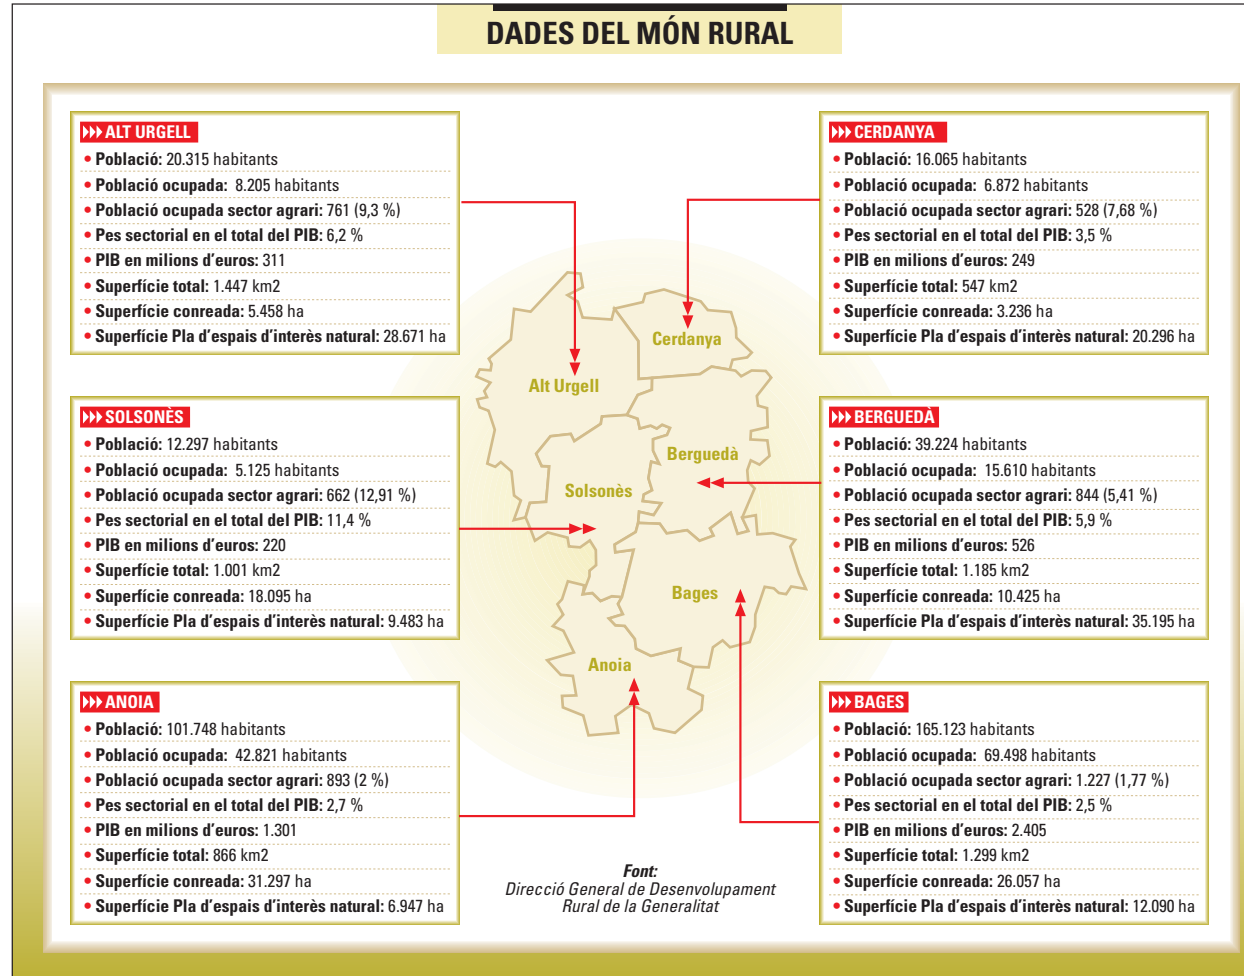 DADES DEL MÓN RURAL
ALT URGELL
• Població: 20.315 habitants
• Població ocupada: 8.205 habitants
• Població ocupada sector agrari: 761 (9,3 %)
• Pes sectorial en el total del PIB: 6,2 %
• PIB en milions d'euros: 311
• Superfície total: 1.447 km2
• Superfície conreada: 5.458 ha
• Superfície Pla d'espais d'interès natural: 28.671 ha
CERDANYA
• Població: 16.065 habitants
• Població ocupada: 6.872 habitants
• Població ocupada sector agrari: 528 (7,68 %)
• Pes sectorial en el total del PIB: 3,5 %
• PIB en milions d'euros: 249
• Superfície total: 547 km2
• Superfície conreada: 3.236 ha
• Superfície Pla d'espais d'interès natural: 20.296 ha
SOLSONÈS
• Població: 12.297 habitants
• Població ocupada: 5.125 habitants
• Població ocupada sector agrari: 662 (12,91 %)
• Pes sectorial en el total del PIB: 11,4 %
• PIB en milions d'euros: 220
• Superfície total: 1.001 km2
• Superfície conreada: 18.095 ha
• Superfície Pla d'espais d'interès natural: 9.483 ha
BERGUEDÀ
• Població: 39.224 habitants
• Població ocupada: 15.610 habitants
• Població ocupada sector agrari: 844 (5,41 %)
• Pes sectorial en el total del PIB: 5,9 %
• PIB en milions d'euros: 526
• Superfície total: 1.185 km2
• Superfície conreada: 10.425 ha
• Superfície Pla d'espais d'interès natural: 35.195 ha
ANOIA
• Població: 101.748 habitants
• Població ocupada: 42.821 habitants
• Població ocupada sector agrari: 893 (2 %)
• Pes sectorial en el total del PIB: 2,7 %
• PIB en milions d'euros: 1.301
• Superfície total: 866 km2
• Superfície conreada: 31.297 ha
• Superfície Pla d'espais d'interès natural: 6.947 ha
BAGES
• Població: 165.123 habitants
• Població ocupada: 69.498 habitants
• Població ocupada sector agrari: 1.227 (1,77 %)
• Pes sectorial en el total del PIB: 2,5 %
• PIB en milions d'euros: 2.405
• Superfície total: 1.299 km2
• Superfície conreada: 26.057 ha
• Superfície Pla d'espais d'interès natural: 12.090 ha
Cerdanya
Alt Urgell
Berguedà
Solsonès
Bages
Anoia
Font:
Direcció General de Desenvolupament
Rural de la Generalitat